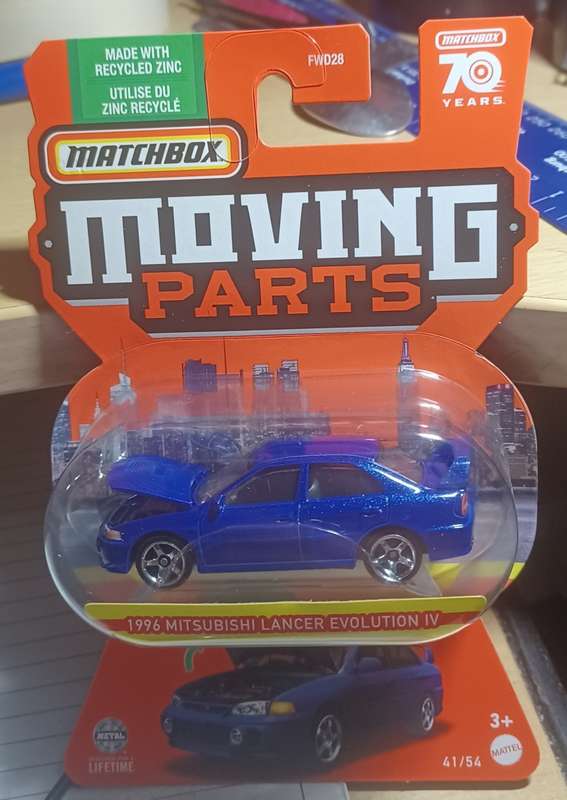 MADE WITH
RECYCLED ZINC
UTILISE DU
ZINC RECYCLÉ
FWD28
MATCHBOX
70
YEARS
MATCHBOX
MOVING
PARTS
1996 MITSUBISHI LANCER EVOLUTION IV
METAL
LIFETIME
3+
41/54
MATTEL